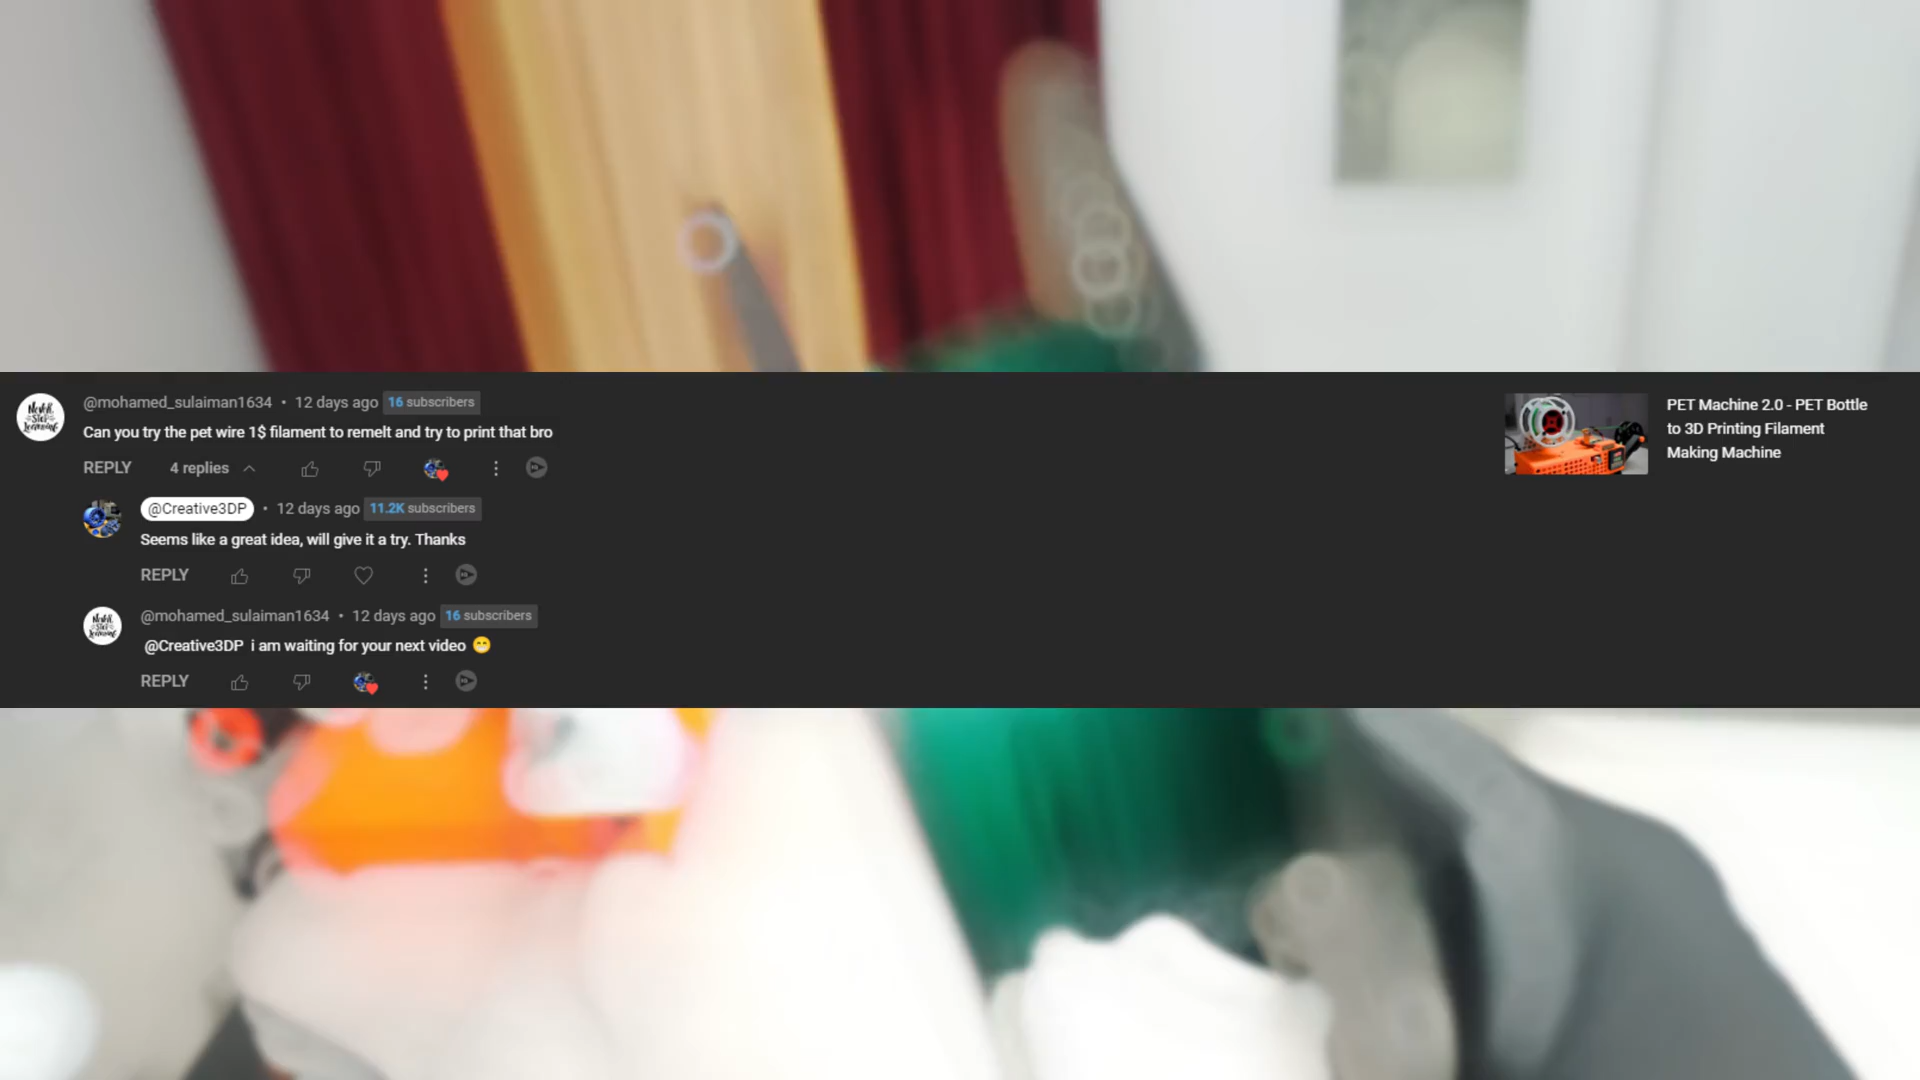 @mohamed_sulaiman1634 • 12 days ago 16 subscribers
Can you try the pet wire 1$ filament to remelt and try to print that bro
REPLY 4 replies
@Creative3DP • 12 days ago 11.2K subscribers
Seems like a great idea, will give it a try. Thanks
REPLY
@mohamed_sulaiman1634 • 12 days ago 16 subscribers
@Creative3DP i am waiting for your next video 😁
REPLY
PET Machine 2.0 - PET Bottle
to 3D Printing Filament
Making Machine